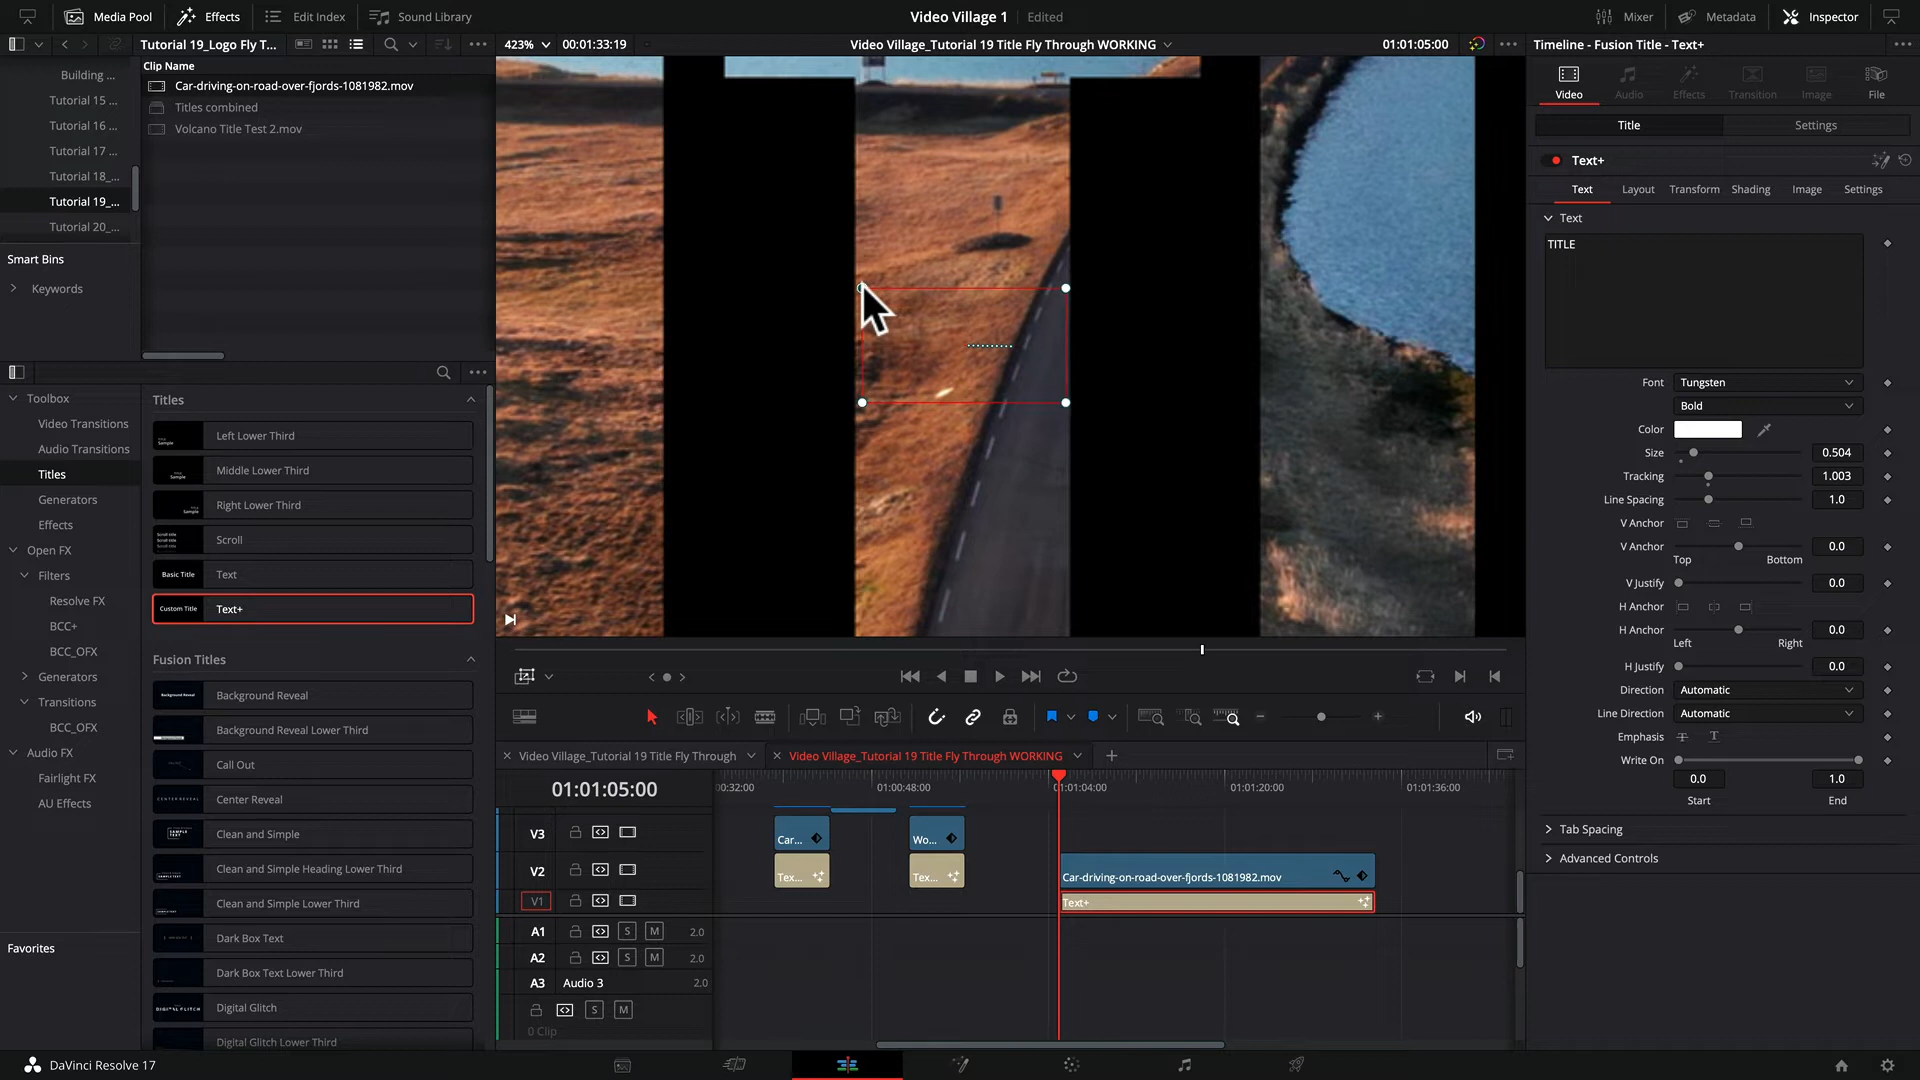 Media Pool
Effects
Edit Index
Sound Library
Video Village 1
Edited
Mixer
Metadata
Inspector
Tutorial 19_Logo Fly T...
423%
00:01:33:19
Video Village_Tutorial 19 Title Fly Through WORKING
01:01:05:00
Timeline - Fusion Title - Text+
Building ...
Tutorial 15 ...
Tutorial 16 ...
Tutorial 17 ...
Tutorial 18_...
Tutorial 19_...
Tutorial 20_...
Clip Name
Car-driving-on-road-over-fjords-1081982.mov
Titles combined
Volcano Title Test 2.mov
Smart Bins
Keywords
Video
Audio
Effects
Transition
Image
File
Title
Settings
Text+
Text
Layout
Transform
Shading
Image
Settings
Text
TITLE
Font
Tungsten
Bold
Color
Size
0.504
Tracking
1.003
Line Spacing
1.0
V Anchor
V Anchor
0.0
Top
Bottom
V Justify
0.0
H Anchor
H Anchor
0.0
Left
Right
H Justify
0.0
Direction
Automatic
Line Direction
Automatic
Emphasis
Write On
0.0
1.0
Start
End
Tab Spacing
Advanced Controls
Toolbox
Video Transitions
Audio Transitions
Titles
Generators
Effects
Open FX
Filters
Resolve FX
BCC+
BCC_OFX
Generators
Transitions
BCC_OFX
Audio FX
Fairlight FX
AU Effects
Favorites
Titles
Left Lower Third
Middle Lower Third
Right Lower Third
Scroll
Basic Title
Text
Custom Title
Text+
Fusion Titles
Background Reveal
Background Reveal Lower Third
Call Out
Center Reveal
Clean and Simple
Clean and Simple Heading Lower Third
Clean and Simple Lower Third
Dark Box Text
Dark Box Text Lower Third
Digital Glitch
Digital Glitch Lower Third
Video Village_Tutorial 19 Title Fly Through
Video Village_Tutorial 19 Title Fly Through WORKING
01:01:05:00
00:32:00
01:00:48:00
01:01:04:00
01:01:20:00
01:01:36:00
V3
Car...
Wo...
V2
Tex...
Tex...
Car-driving-on-road-over-fjords-1081982.mov
V1
Text+
A1
S
M
2.0
A2
S
M
2.0
A3
Audio 3
2.0
S
M
0 Clip
DaVinci Resolve 17